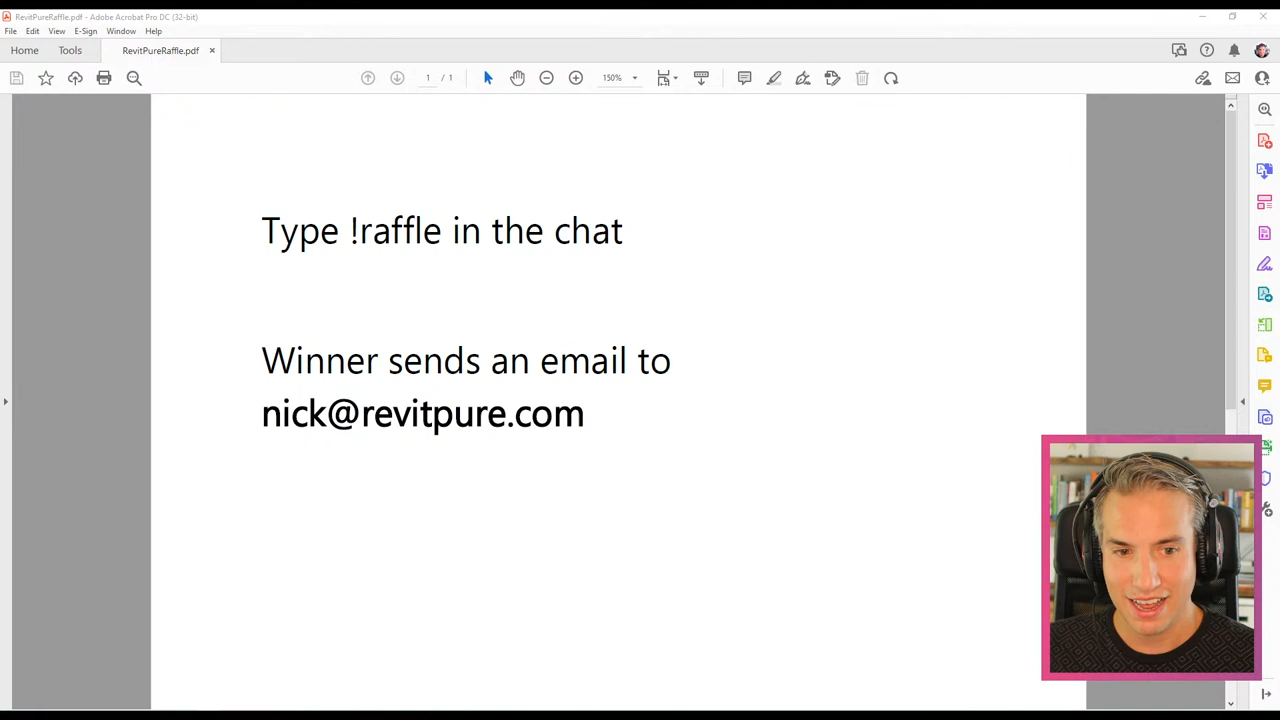 RevitPureRaffle.pdf - Adobe Acrobat Pro DC (32-bit)
File Edit View E-Sign Window Help
Home Tools RevitPureRaffle.pdf ×
1 / 1 150%
Type !raffle in the chat
Winner sends an email to
nick@revitpure.com